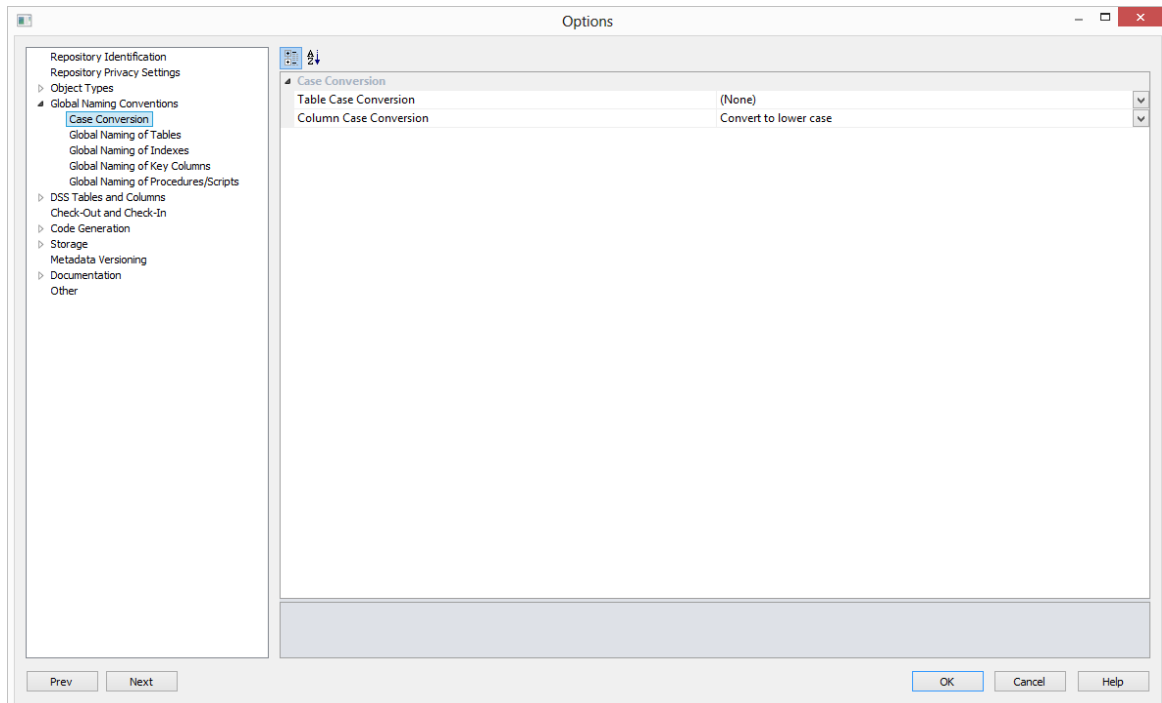 Options
Repository Identification
Repository Privacy Settings
Object Types
Global Naming Conventions
Case Conversion
Global Naming of Tables
Global Naming of Indexes
Global Naming of Key Columns
Global Naming of Procedures/Scripts
DSS Tables and Columns
Check-Out and Check-In
Code Generation
Storage
Metadata Versioning
Documentation
Other
Case Conversion
Table Case Conversion (None)
Column Case Conversion Convert to lower case
Prev Next OK Cancel Help